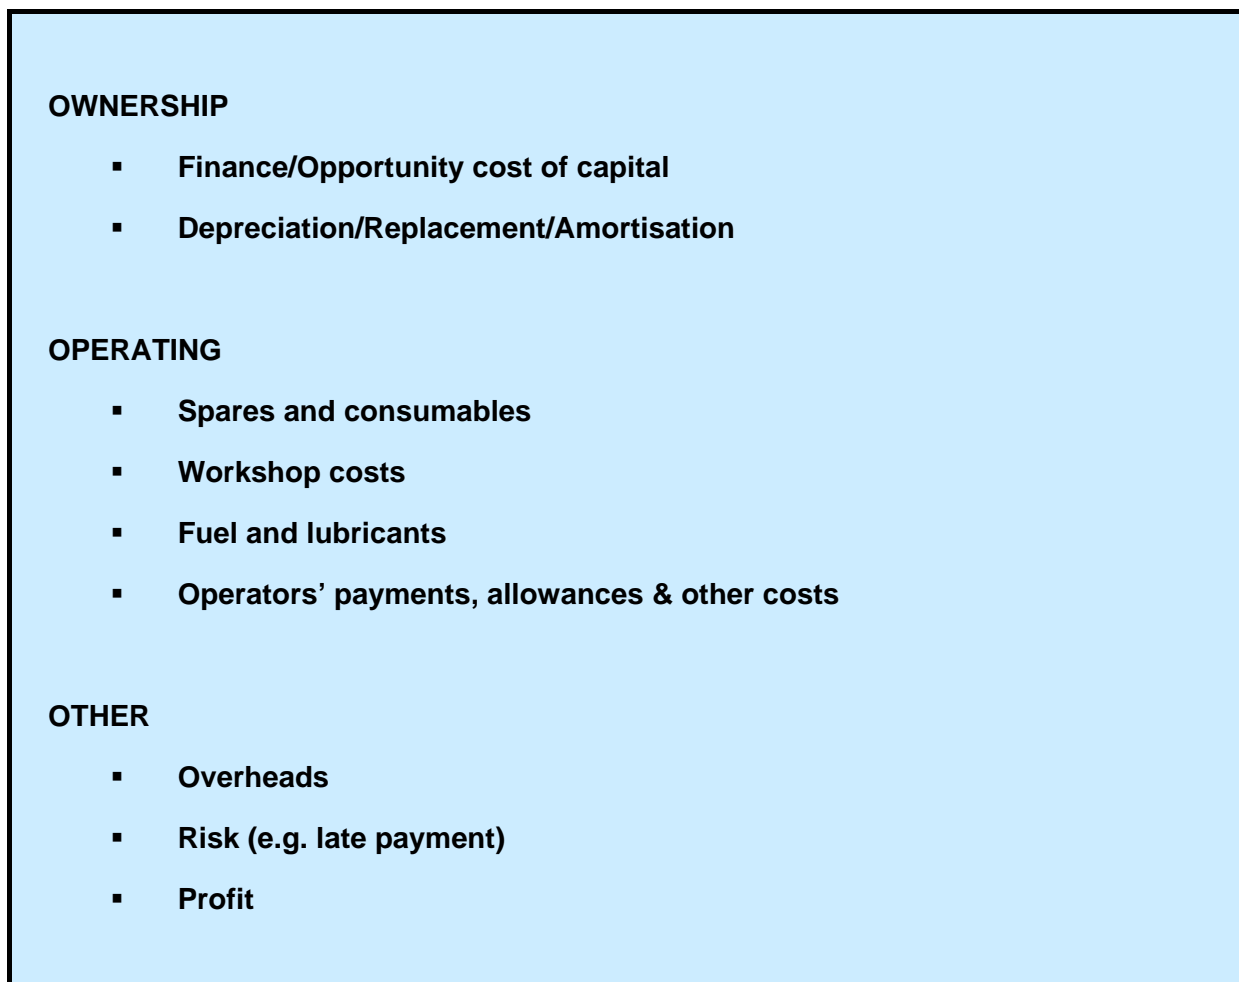 OWNERSHIP
▪ Finance/Opportunity cost of capital
▪ Depreciation/Replacement/Amortisation
OPERATING
▪ Spares and consumables
▪ Workshop costs
▪ Fuel and lubricants
▪ Operators’ payments, allowances & other costs
OTHER
▪ Overheads
▪ Risk (e.g. late payment)
▪ Profit